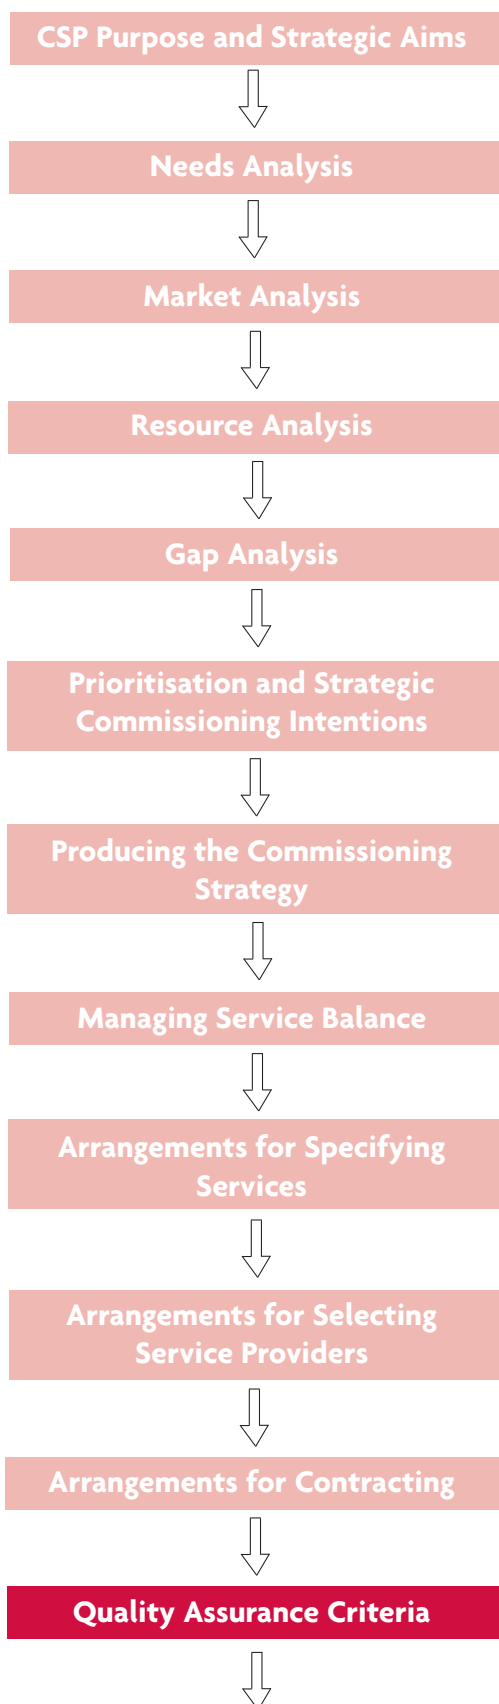 CSP Purpose and Strategic Aims
Needs Analysis
Market Analysis
Resource Analysis
Gap Analysis
Prioritisation and Strategic
Commissioning Intentions
Producing the Commissioning
Strategy
Managing Service Balance
Arrangements for Specifying
Services
Arrangements for Selecting
Service Providers
Arrangements for Contracting
Quality Assurance Criteria